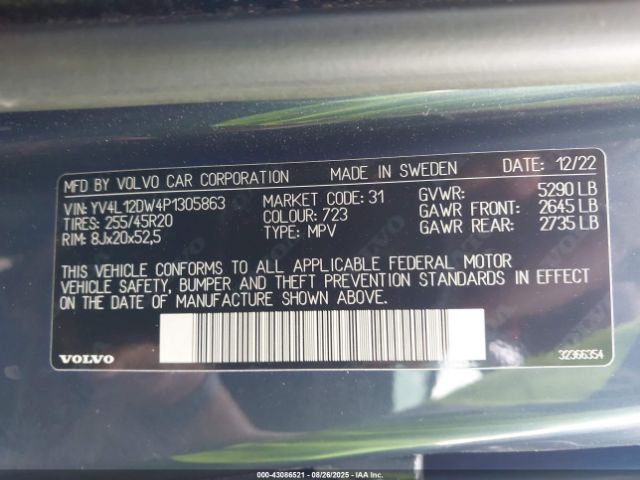 MFD BY VOLVO CAR CORPORATION MADE IN SWEDEN DATE: 12/22
VIN: YV4L12DW4P1305863 MARKET CODE: 31 GVWR: 5290 LB
TIRES: 255/45R20 COLOUR: 723 GAWR FRONT: 2645 LB
RIM: 8Jx20x52,5 TYPE: MPV GAWR REAR: 2735 LB
THIS VEHICLE CONFORMS TO ALL APPLICABLE FEDERAL MOTOR
VEHICLE SAFETY, BUMPER AND THEFT PREVENTION STANDARDS IN EFFECT
ON THE DATE OF MANUFACTURE SHOWN ABOVE.
VOLVO 32366354
000-43086521 | 08/26/2025 | IAAI.CA